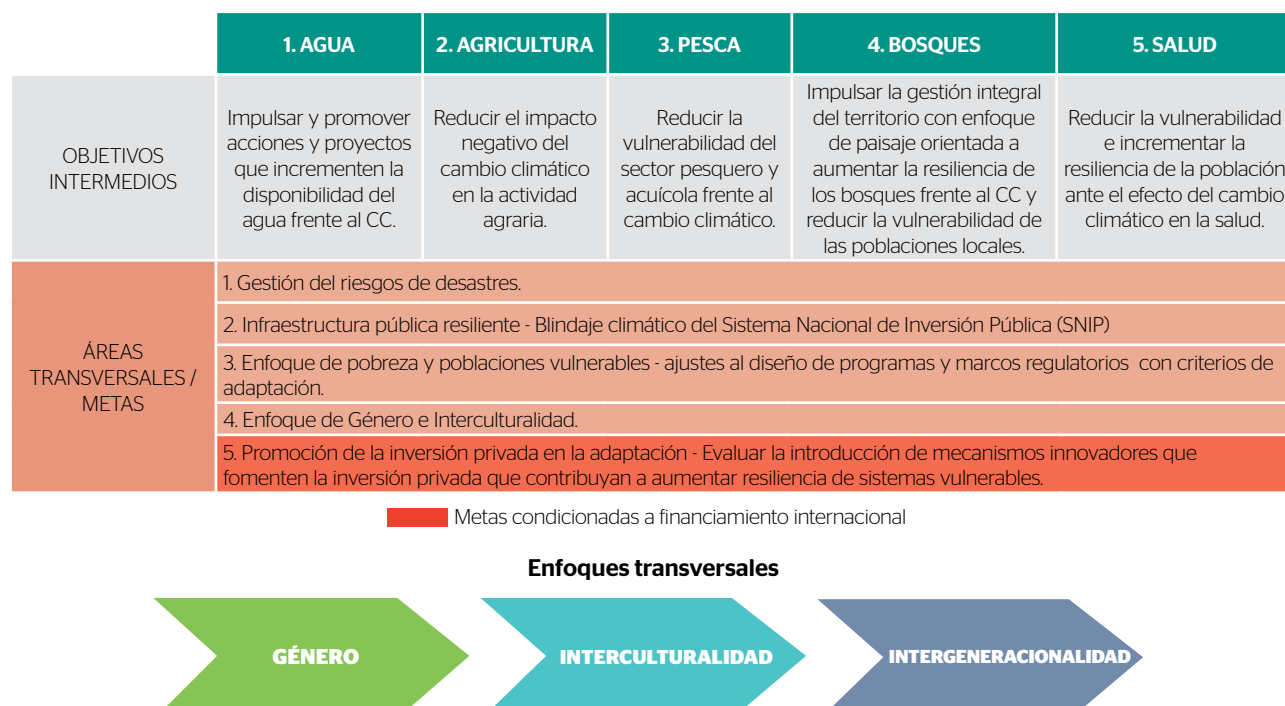 1. AGUA
2. AGRICULTURA
3. PESCA
4. BOSQUES
5. SALUD
OBJETIVOS
INTERMEDIOS
Impulsar y promover
acciones y proyectos
que incrementen la
disponibilidad del
agua frente al CC.
Reducir el impacto
negativo del
cambio climático
en la actividad
agraria.
Reducir la
vulnerabilidad del
sector pesquero y
acuícola frente al
cambio climático.
Impulsar la gestión integral
del territorio con enfoque
de paisaje orientada a
aumentar la resiliencia de
los bosques frente al CC y
reducir la vulnerabilidad de
las poblaciones locales.
Reducir la vulnerabilidad
e incrementar la
resiliencia de la población
ante el efecto del cambio
climático en la salud.
ÁREAS
TRANSVERSALES /
METAS
1. Gestión del riesgos de desastres.
2. Infraestructura pública resiliente - Blindaje climático del Sistema Nacional de Inversión Pública (SNIP)
3. Enfoque de pobreza y poblaciones vulnerables - ajustes al diseño de programas y marcos regulatorios con criterios de
adaptación.
4. Enfoque de Género e Interculturalidad.
5. Promoción de la inversión privada en la adaptación - Evaluar la introducción de mecanismos innovadores que
fomenten la inversión privada que contribuyan a aumentar resiliencia de sistemas vulnerables.
Metas condicionadas a financiamiento internacional
Enfoques transversales
GÉNERO
INTERCULTURALIDAD
INTERGENERACIONALIDAD